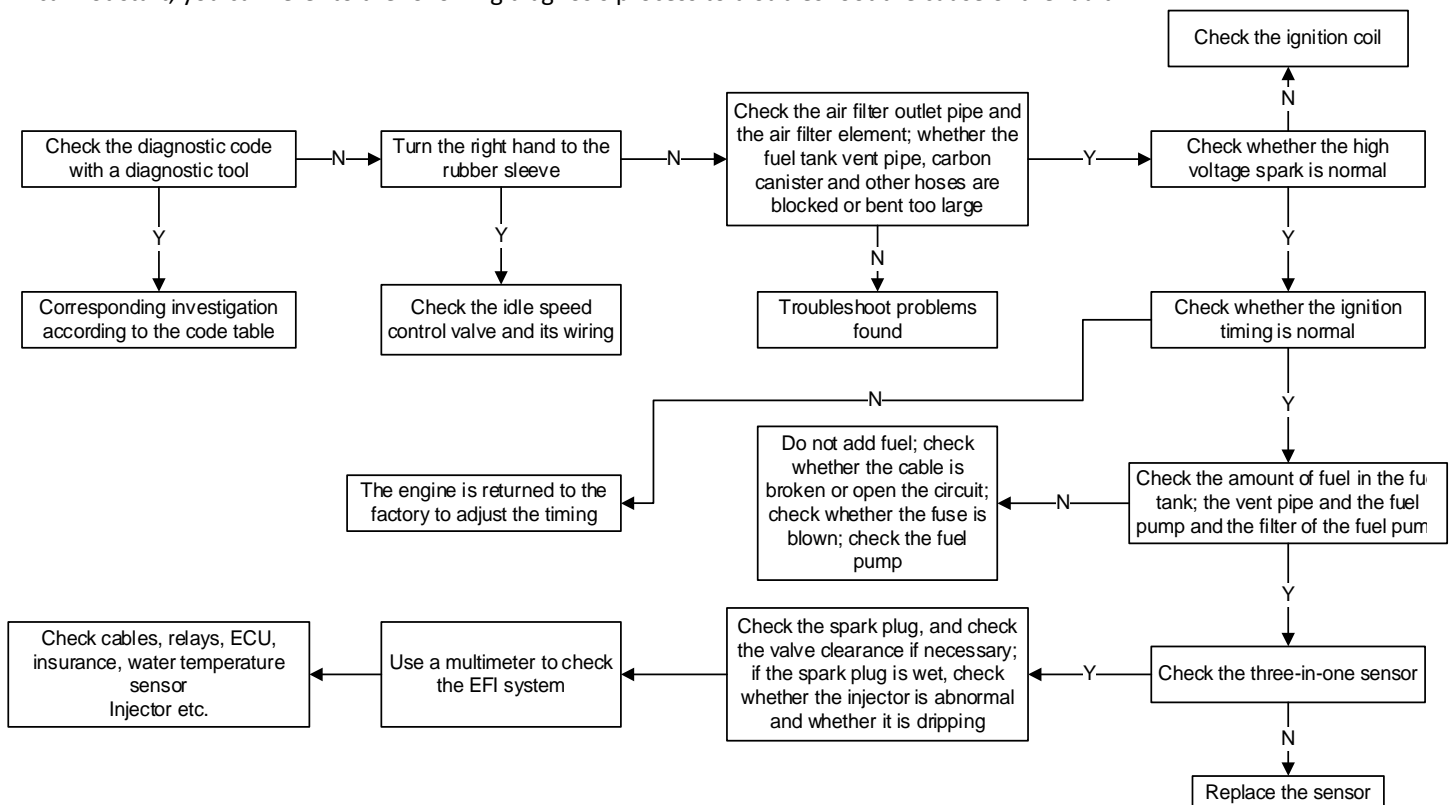 Check the ignition coil
N
Check the diagnostic code
with a diagnostic tool
N
Turn the right hand to the
rubber sleeve
N
Check the air filter outlet pipe and
the air filter element; whether the
fuel tank vent pipe, carbon
canister and other hoses are
blocked or bent too large
Y
Check whether the high
voltage spark is normal
Y
Y
N
Y
Corresponding investigation
according to the code table
Check the idle speed
control valve and its wiring
Troubleshoot problems
found
Check whether the ignition
timing is normal
N
Y
The engine is returned to the
factory to adjust the timing
Do not add fuel; check
whether the cable is
broken or open the circuit;
check whether the fuse is
blown; check the fuel
pump
N
Check the amount of fuel in the
tank; the vent pipe and the fuel
pump and the filter of the fuel
Y
Check cables, relays, ECU,
insurance, water temperature
sensor
Injector etc.
Use a multimeter to check
the EFI system
Check the spark plug, and check
the valve clearance if necessary;
if the spark plug is wet, check
whether the injector is abnormal
and whether it is dripping
Y
Check the three-in-one sensor
N
Replace the sensor